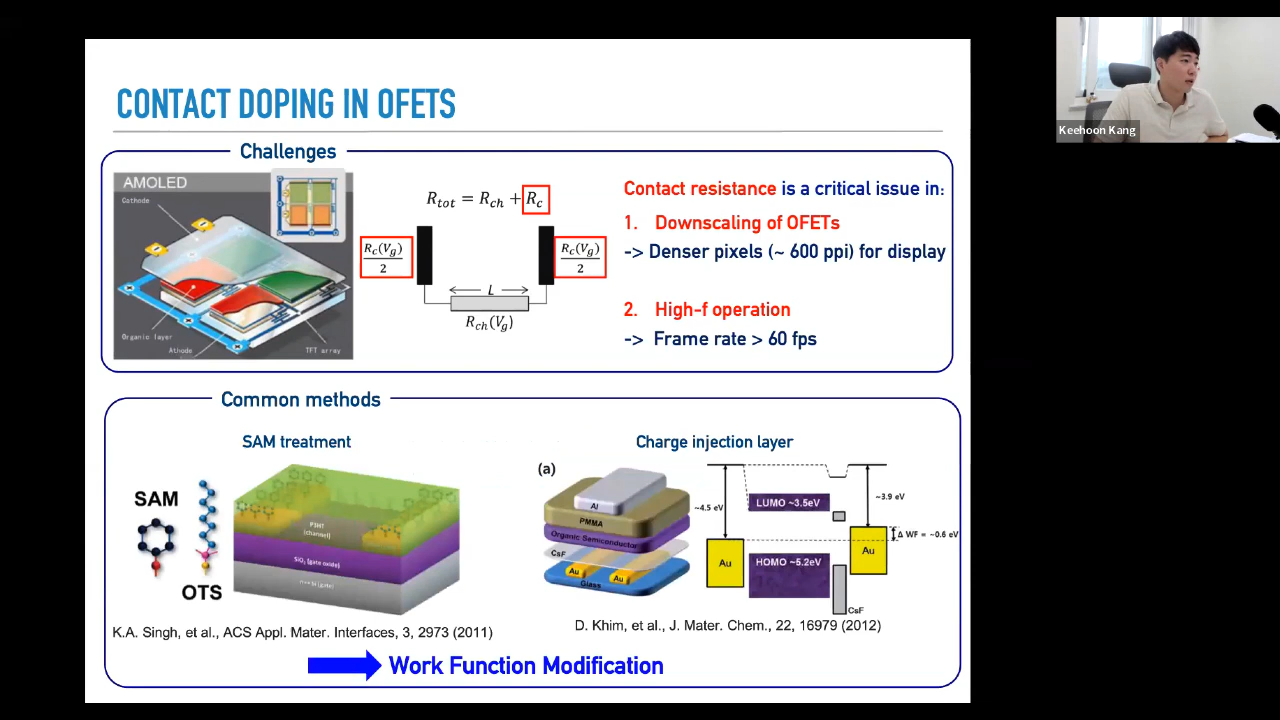 CONTACT DOPING IN OFETS
Keehoon Kang
Challenges
AMOLED
Cathode
Organic layer
Athode
TFT array
R_tot = R_ch + R_c
R_c(V_g)
2
R_c(V_g)
2
L
R_ch(V_g)
Contact resistance is a critical issue in:
1. Downscaling of OFETs
-> Denser pixels (~ 600 ppi) for display
2. High-f operation
-> Frame rate > 60 fps
Common methods
SAM treatment
SAM
OTS
P3HT
(channel)
SiO₂ (gate oxide)
(gate)
K.A. Singh, et al., ACS Appl. Mater. Interfaces, 3, 2973 (2011)
Charge injection layer
(a)
Al
PMMA
Organic Semiconductor
CsF
Au
Au
Glass
~4.5 eV
LUMO ~3.5eV
~3.9 eV
Δ WF = ~0.6 eV
Au
HOMO ~5.2eV
Au
CsF
D. Khim, et al., J. Mater. Chem., 22, 16979 (2012)
Work Function Modification